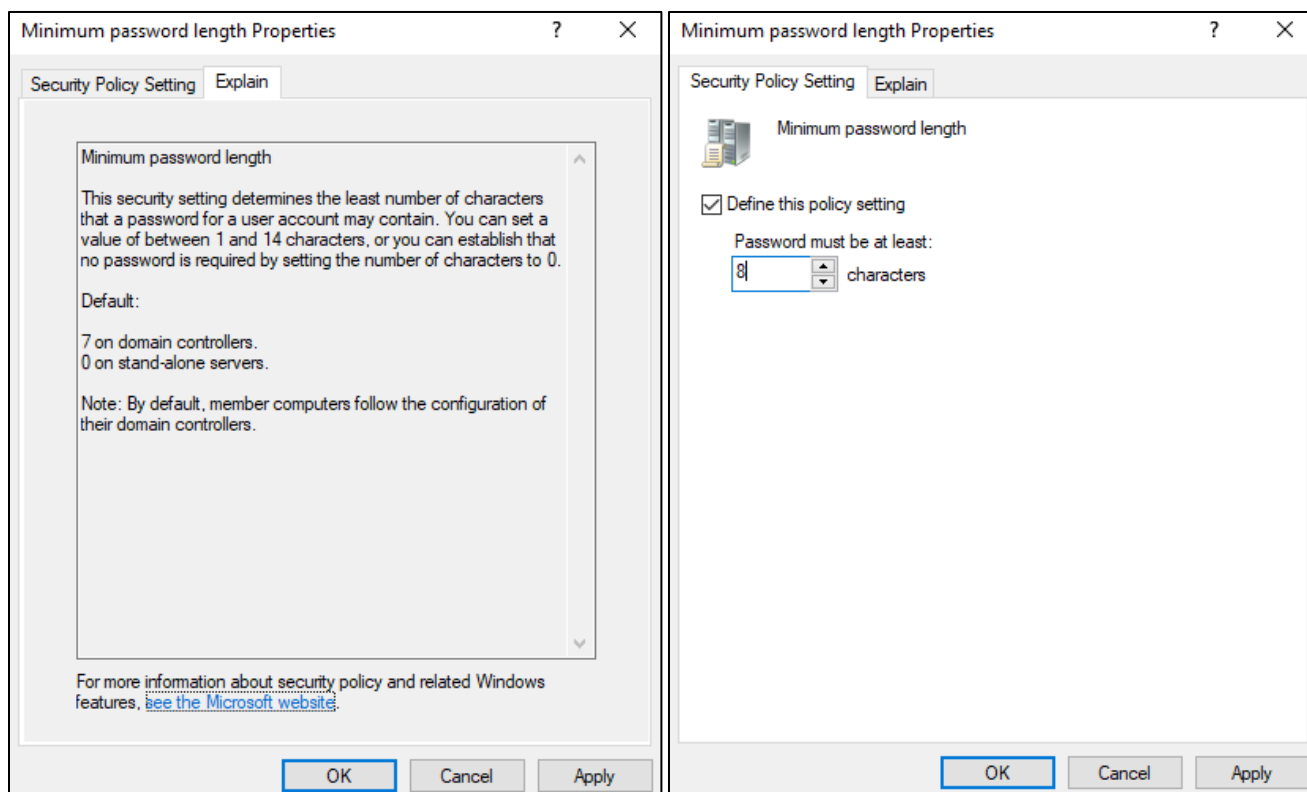 Minimum password length Properties ? X
Security Policy Setting Explain
Minimum password length
This security setting determines the least number of characters
that a password for a user account may contain. You can set a
value of between 1 and 14 characters, or you can establish that
no password is required by setting the number of characters to 0.
Default:
7 on domain controllers.
0 on stand-alone servers.
Note: By default, member computers follow the configuration of
their domain controllers.
For more information about security policy and related Windows
features, see the Microsoft website.
OK Cancel Apply
Minimum password length Properties ? X
Security Policy Setting Explain
Minimum password length
Define this policy setting
Password must be at least:
8 characters
OK Cancel Apply